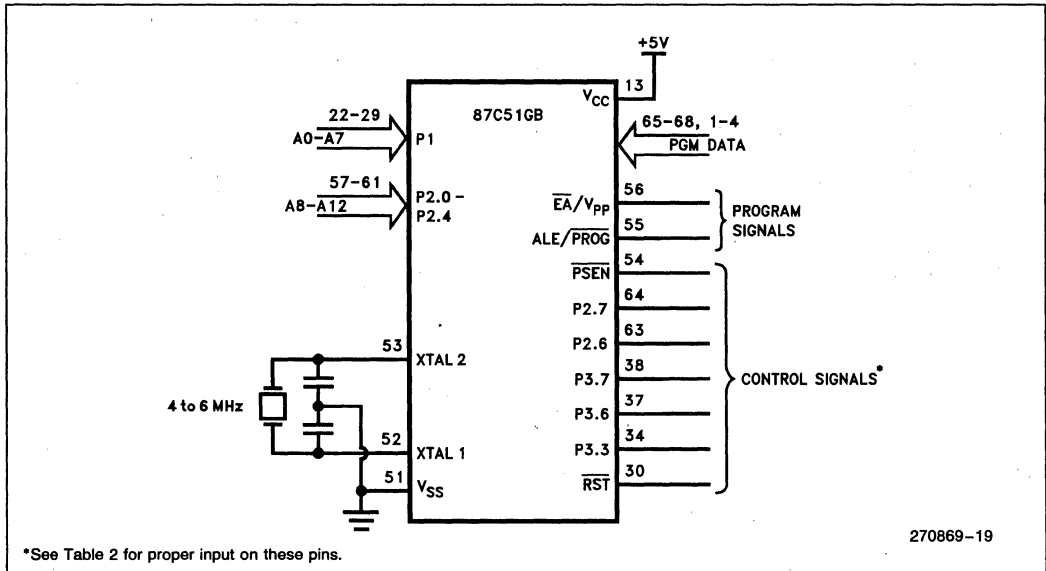 +5V
13
VCC
87C51GB
22-29
A0-A7
P1
65-68, 1-4
PGM DATA
57-61
A8-A12
P2.0 -
P2.4
56
EA/VPP
55
ALE/PROG
PROGRAM
SIGNALS
54
PSEN
64
P2.7
63
P2.6
38
P3.7
37
P3.6
34
P3.3
30
RST
CONTROL SIGNALS*
53
XTAL 2
4 to 6 MHz
52
XTAL 1
51
VSS
270869-19
*See Table 2 for proper input on these pins.